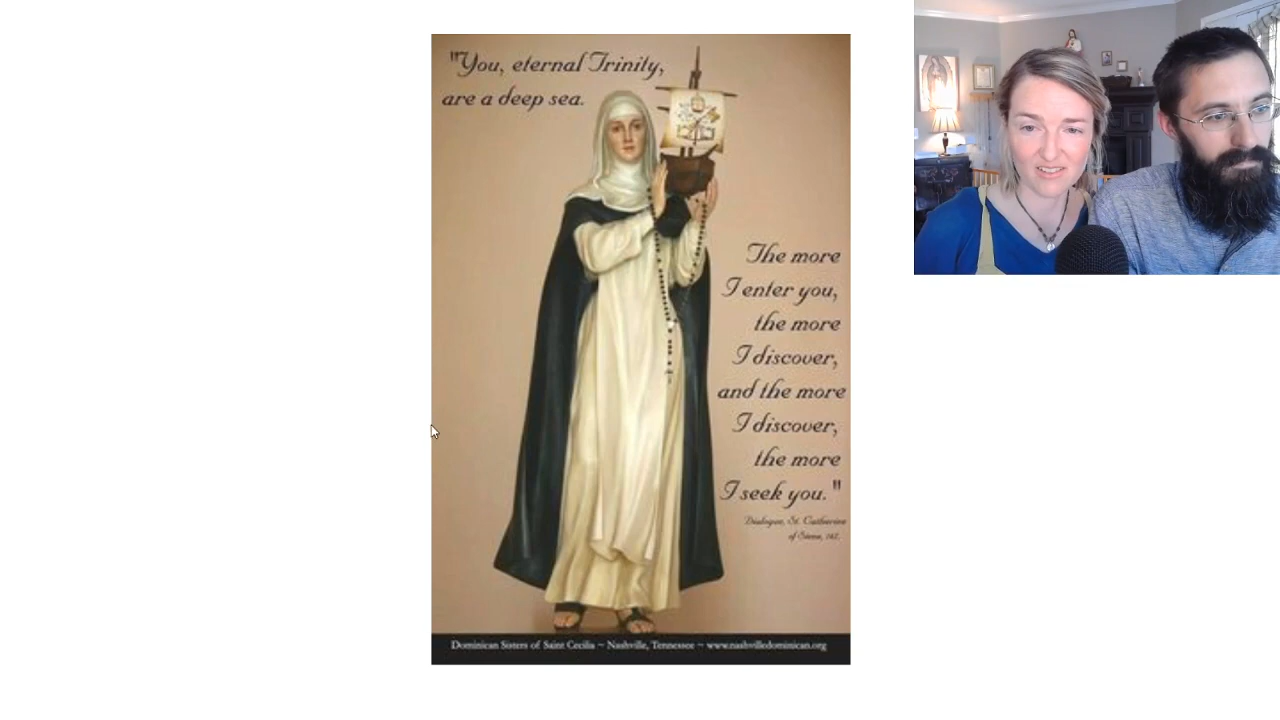 "You, eternal Trinity,
are a deep sea.
The more
I enter you,
the more
I discover,
and the more
I discover,
the more
I seek you."
Dialogue, St. Catherine
of Siena, 167.
Dominican Sisters of Saint Cecilia ~ Nashville, Tennessee ~ www.nashvilledominican.org